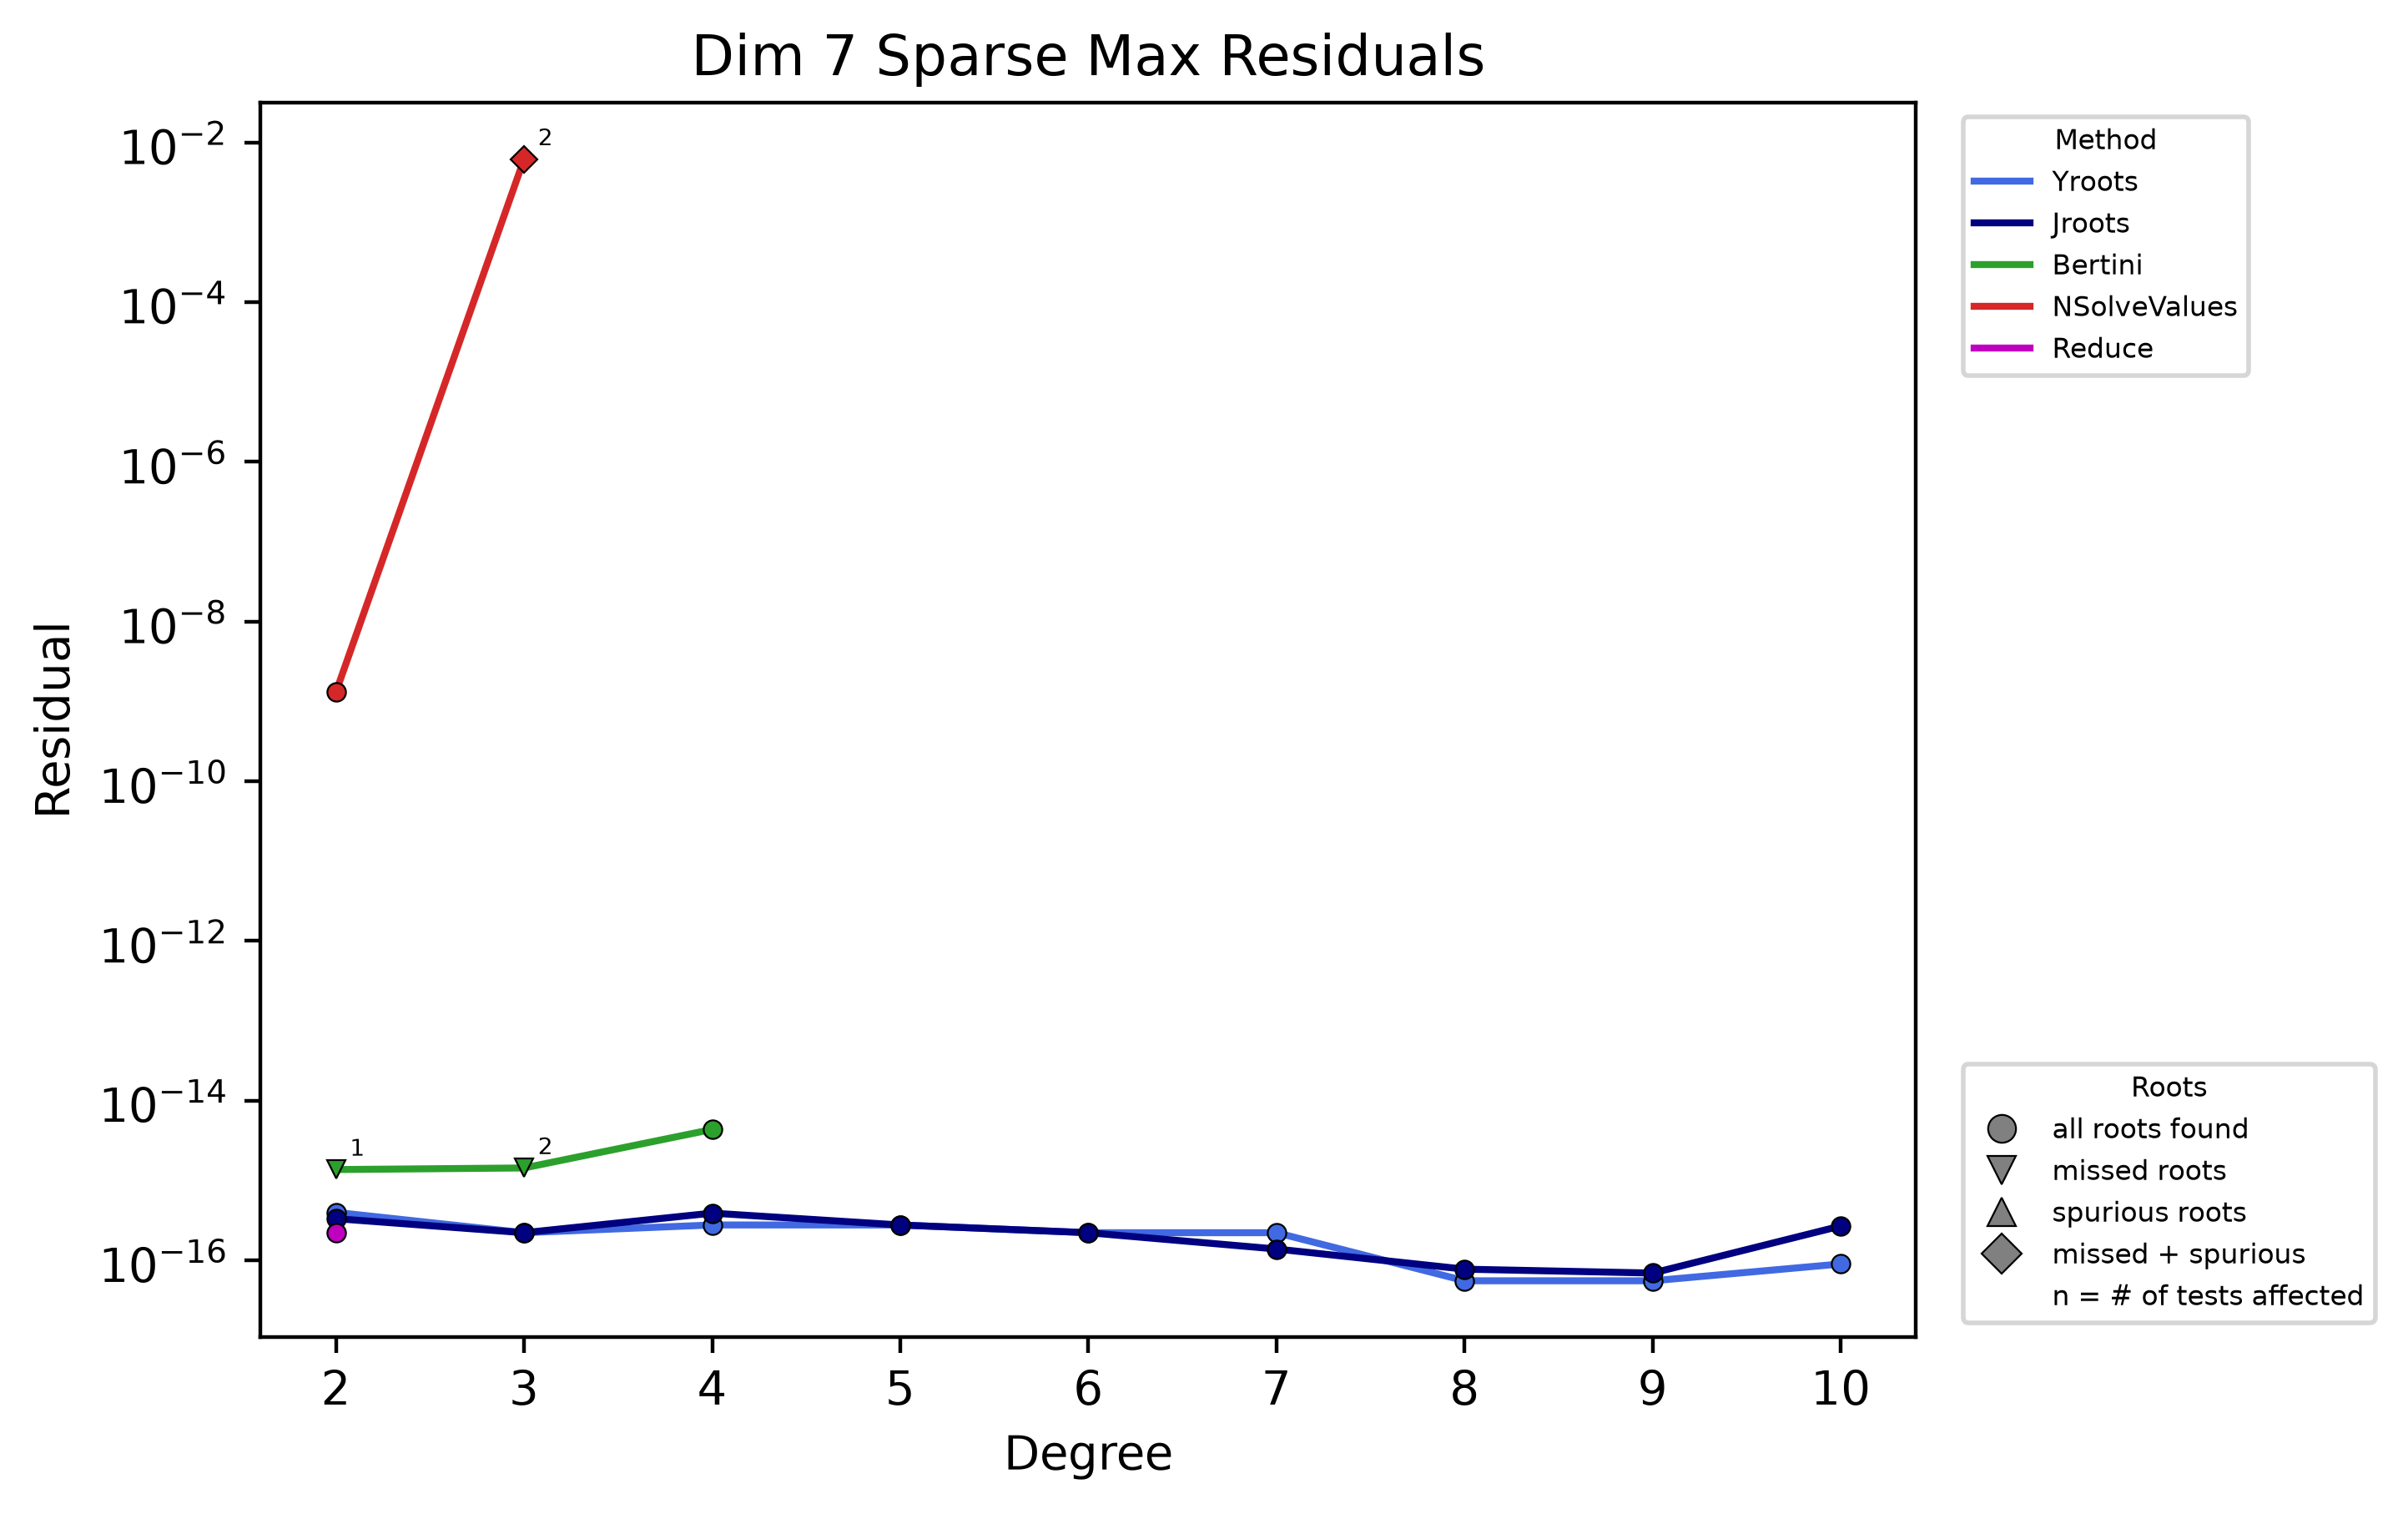 Dim 7 Sparse Max Residuals
Residual
10⁻²
10⁻⁴
10⁻⁶
10⁻⁸
10⁻¹⁰
10⁻¹²
10⁻¹⁴
10⁻¹⁶
2
1
2
2 3 4 5 6 7 8 9 10
Degree
Method
Yroots
Jroots
Bertini
NSolveValues
Reduce
Roots
all roots found
missed roots
spurious roots
missed + spurious
n = # of tests affected